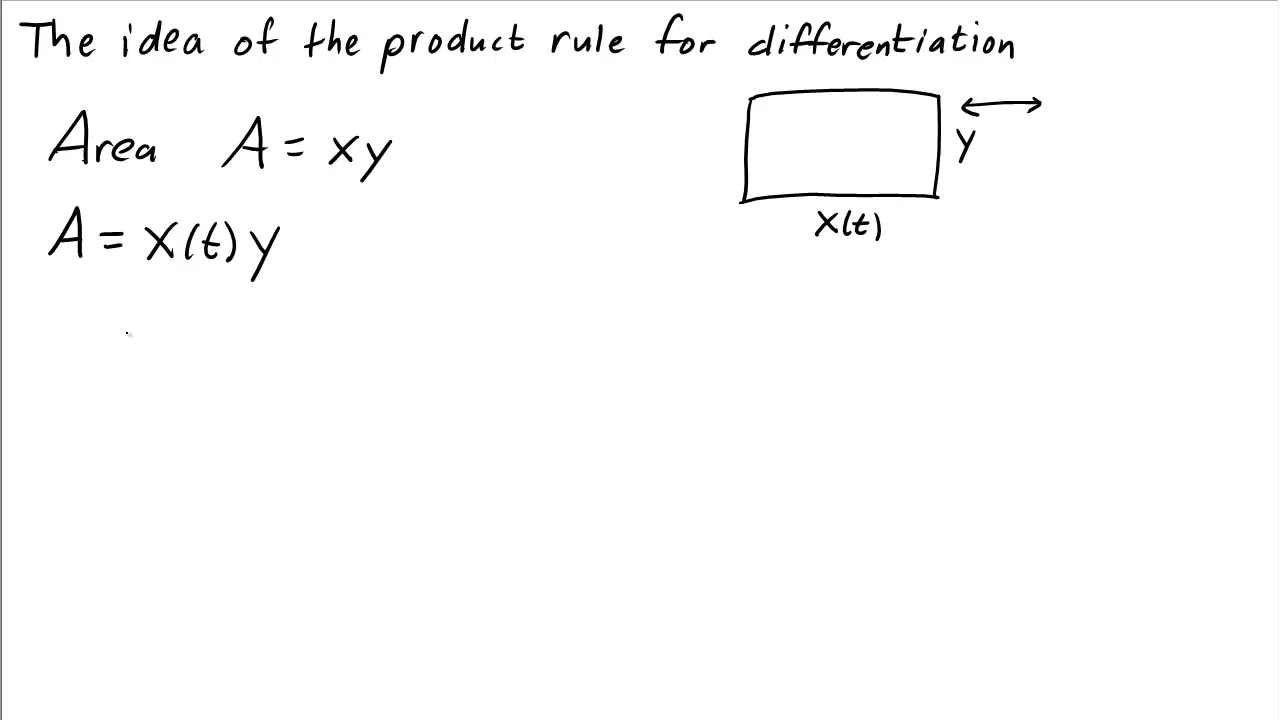 The idea of the product rule for differentiation
Area A = xy
y
A = x(t) y
x(t)